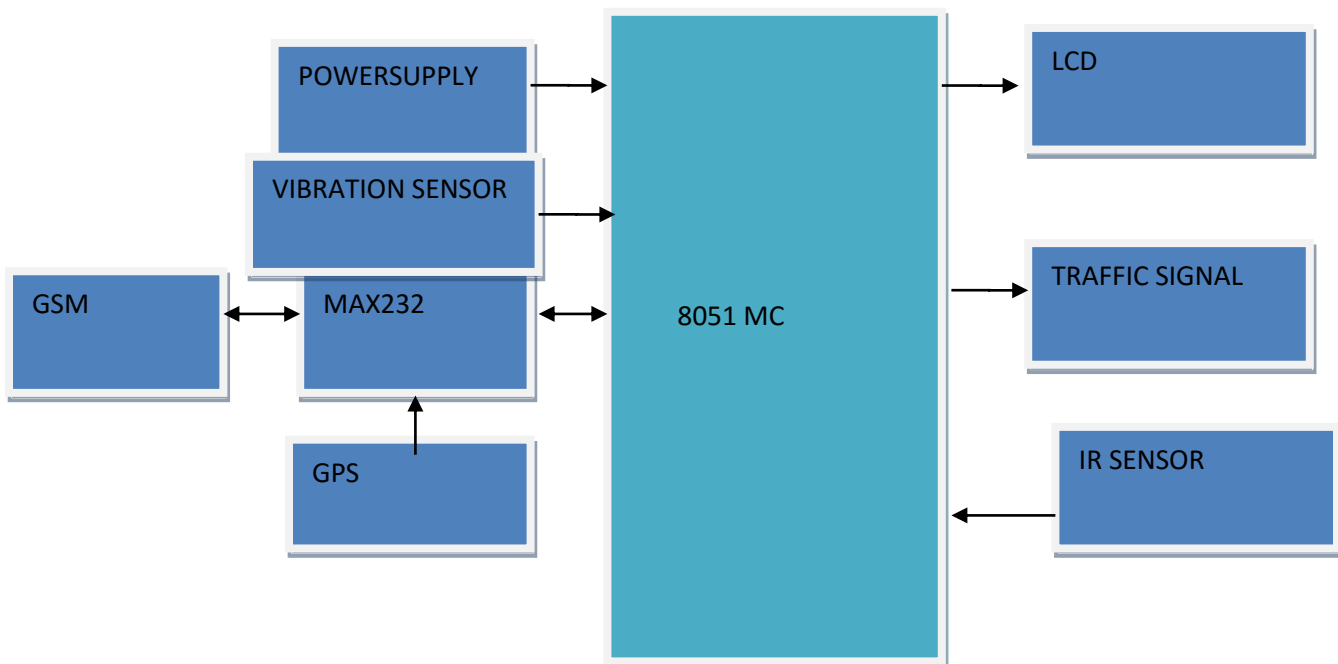 POWERSUPPLY
VIBRATION SENSOR
GSM
MAX232
GPS
8051 MC
LCD
TRAFFIC SIGNAL
IR SENSOR